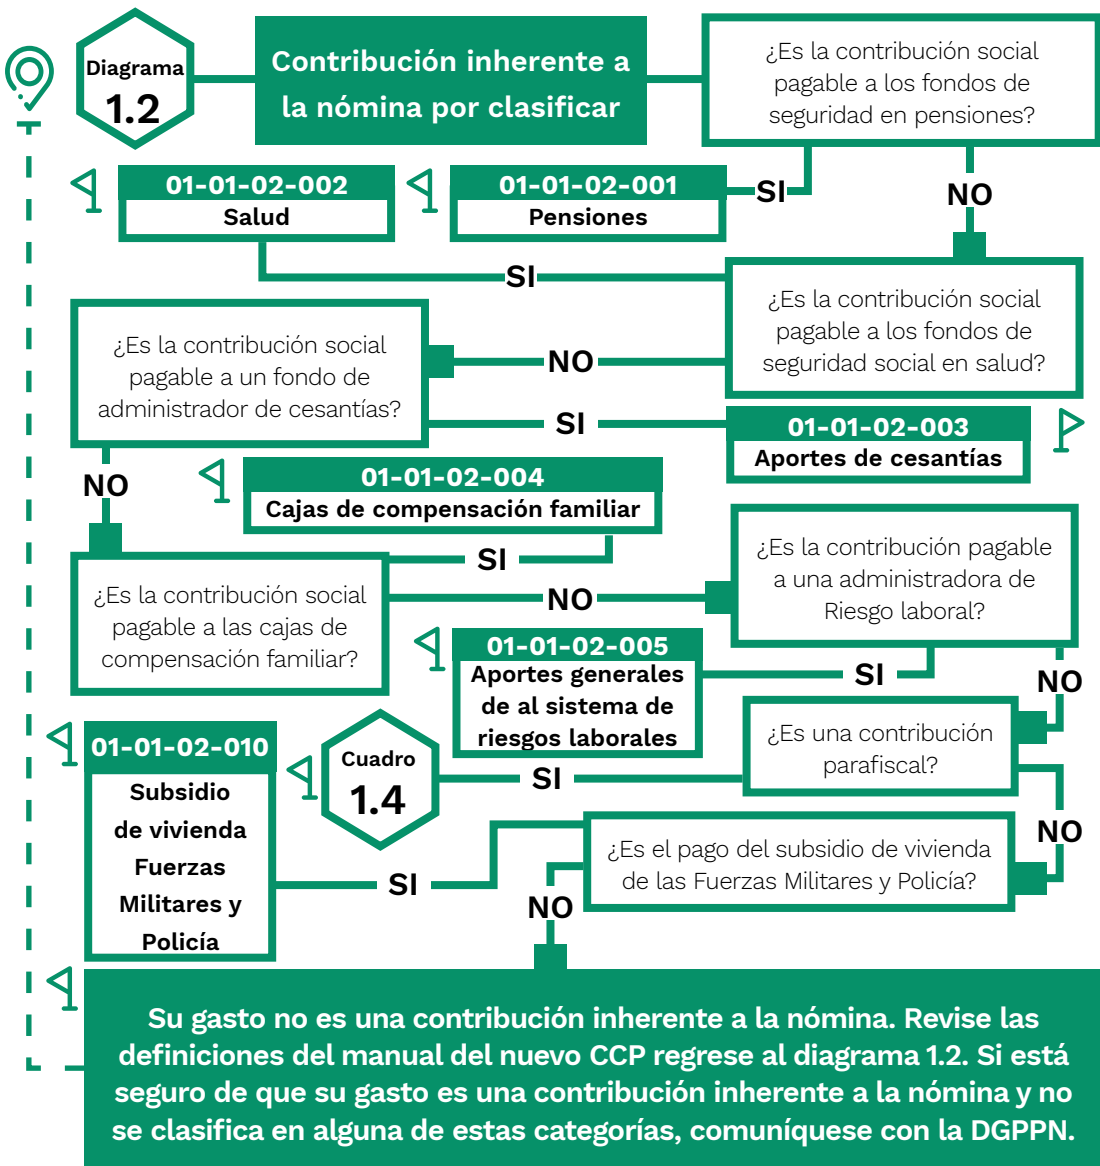 Diagrama
1.2
Contribución inherente a
la nómina por clasificar
¿Es la contribución social
pagable a los fondos de
seguridad en pensiones?
01-01-02-002
Salud
01-01-02-001
Pensiones
SI
NO
SI
¿Es la contribución social
pagable a los fondos de
seguridad social en salud?
¿Es la contribución social
pagable a un fondo de
administrador de cesantías?
NO
SI
01-01-02-003
Aportes de cesantías
NO
01-01-02-004
Cajas de compensación familiar
SI
¿Es la contribución social
pagable a las cajas de
compensación familiar?
NO
¿Es la contribución pagable
a una administradora de
Riesgo laboral?
01-01-02-005
Aportes generales
de al sistema de
riesgos laborales
SI
NO
01-01-02-010
Subsidio
de vivienda
Fuerzas
Militares y
Policía
Cuadro
1.4
SI
¿Es una contribución
parafiscal?
NO
¿Es el pago del subsidio de vivienda
de las Fuerzas Militares y Policía?
SI
NO
Su gasto no es una contribución inherente a la nómina. Revise las
definiciones del manual del nuevo CCP regrese al diagrama 1.2. Si está
seguro de que su gasto es una contribución inherente a la nómina y no
se clasifica en alguna de estas categorías, comuníquese con la DGPPN.